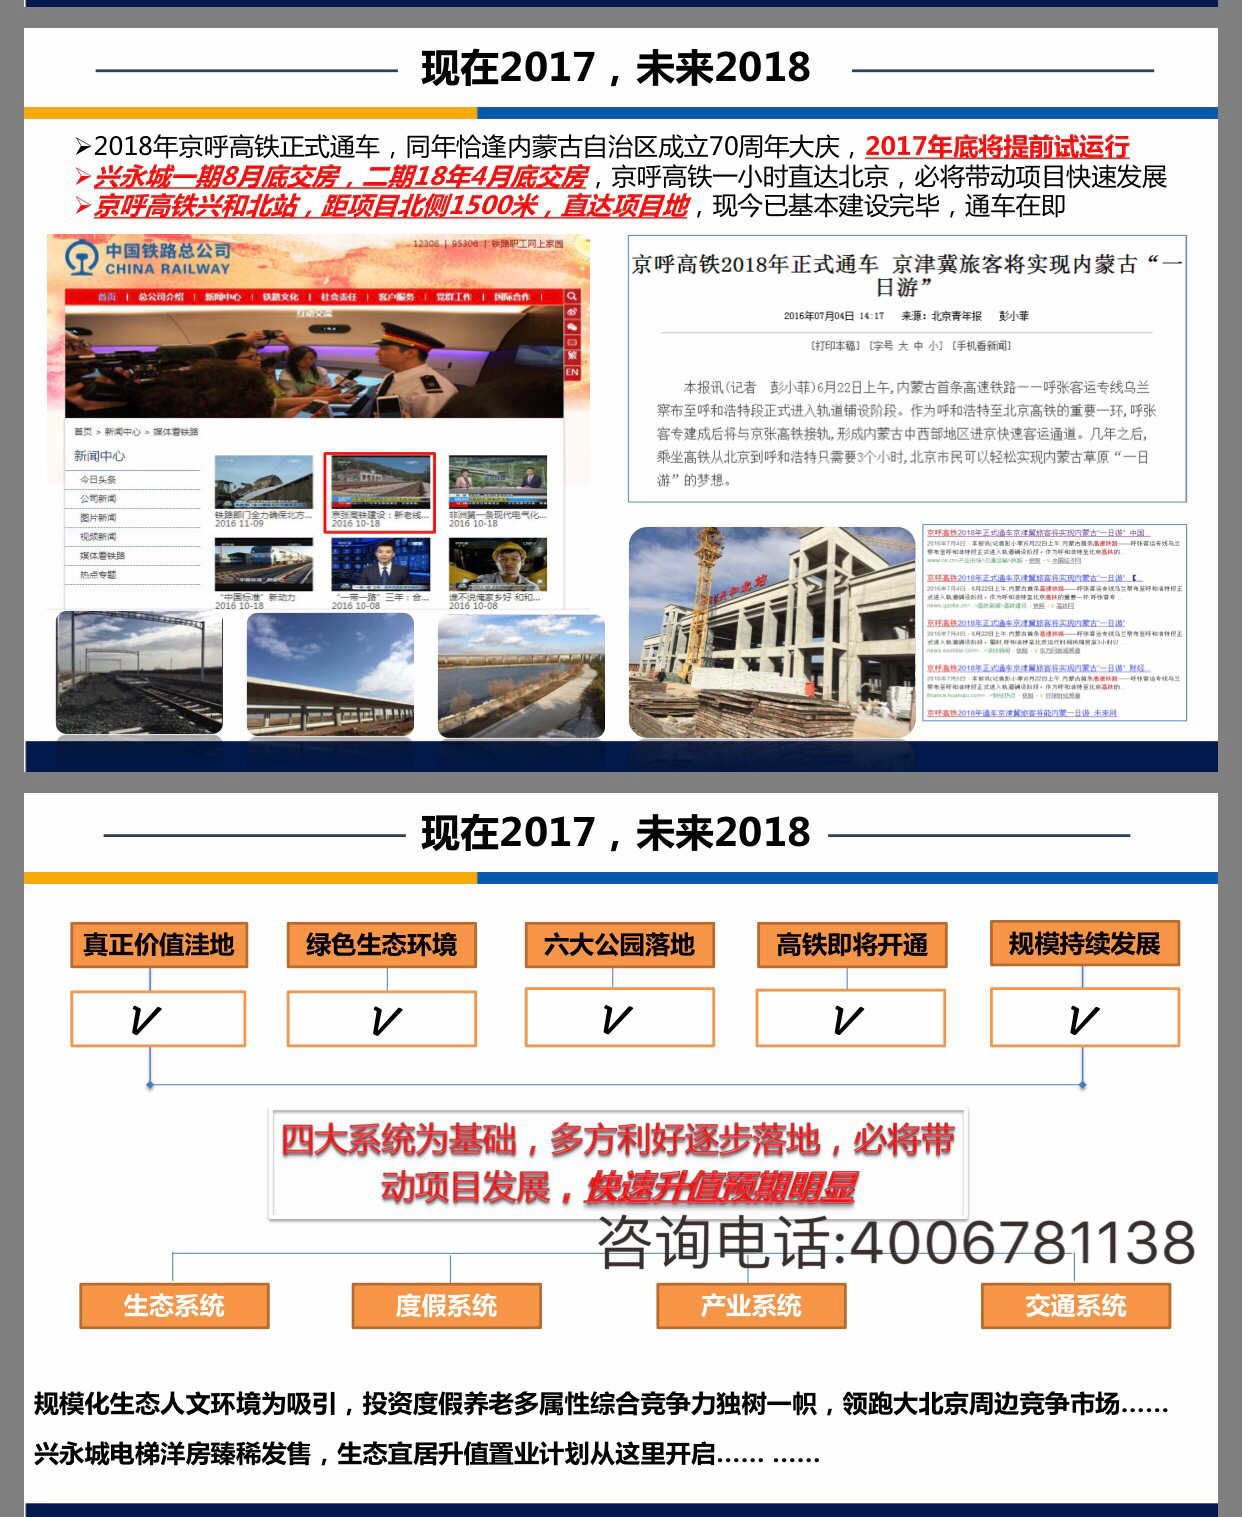 现在2017，未来2018
➢2018年京呼高铁正式通车，同年恰逢内蒙古自治区成立70周年大庆，2017年底将提前试运行
➢兴永城一期8月底交房，二期18年4月底交房，京呼高铁一小时直达北京，必将带动项目快速发展
➢京呼高铁兴和北站，距项目北侧1500米，直达项目地，现今已基本建设完毕，通车在即
中国铁路总公司
CHINA RAILWAY
12306 | 95306 | 铁路职工网上家园
首页 | 总公司介绍 | 新闻中心 | 铁路文化 | 社会责任 | 客户服务 | 党群工作 | 国际合作 |
互动交流
繁
EN
首页 > 新闻中心 > 媒体看铁路
新闻中心
今日头条
公司新闻
图片新闻
视频新闻
媒体看铁路
热点专题
铁路部门全力确保北方...
2016 11-09
京张高铁建设：新老线...
2016 10-18
非洲第一条现代电气化...
2016 10-18
“中国标准”新动力
2016 10-18
“一带一路”三年：合...
2016 10-08
谁不说俺家乡好 和和...
2016 10-08
京呼高铁2018年正式通车 京津冀旅客将实现内蒙古“一
日游”
2016年07月04日 14:17 来源：北京青年报 彭小菲
[打印本稿] [字号 大 中 小] [手机看新闻]
本报讯(记者 彭小菲)6月22日上午,内蒙古首条高速铁路——呼张客运专线乌兰
察布至呼和浩特段正式进入轨道铺设阶段。作为呼和浩特至北京高铁的重要一环,呼张
客专建成后将与京张高铁接轨,形成内蒙古中西部地区进京快速客运通道。几年之后,
乘坐高铁从北京到呼和浩特只需要3个小时,北京市民可以轻松实现内蒙古草原“一日
游”的梦想。
兴和北站
京呼高铁2018年正式通车京津冀旅客将实现内蒙古“一日游” 中国...
京呼高铁2018年正式通车京津冀旅客将实现内蒙古“一日游” 【...
京呼高铁2018年正式通车京津冀旅客将实现内蒙古“一日游”
京呼高铁2018年正式通车京津冀旅客将实现内蒙古“一日游” 财经...
京呼高铁2018年通车京津冀旅客将能内蒙一日游 未来网
现在2017，未来2018
真正价值洼地
绿色生态环境
六大公园落地
高铁即将开通
规模持续发展
V
V
V
V
V
四大系统为基础，多方利好逐步落地，必将带
动项目发展，快速升值预期明显
咨询电话:4006781138
生态系统
度假系统
产业系统
交通系统
规模化生态人文环境为吸引，投资度假养老多属性综合竞争力独树一帜，领跑大北京周边竞争市场……
兴永城电梯洋房臻稀发售，生态宜居升值置业计划从这里开启…… ……